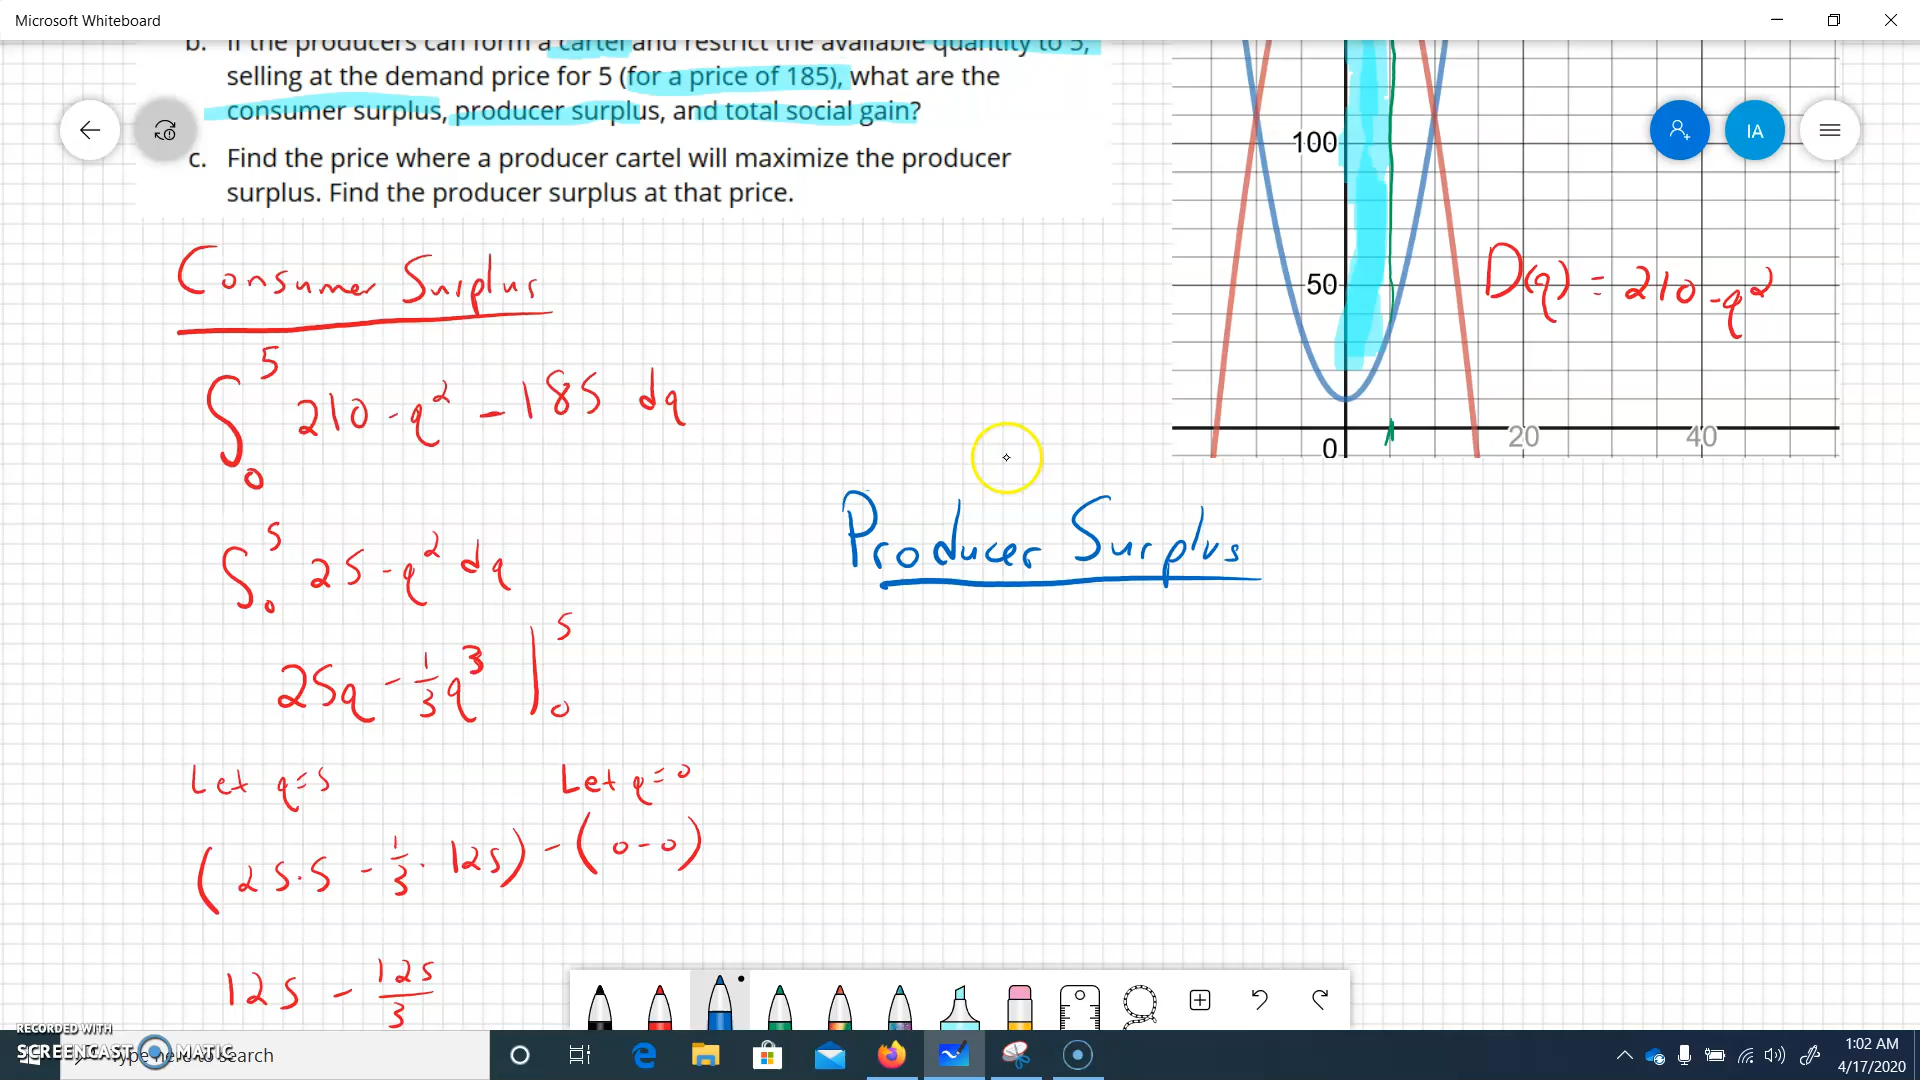 Microsoft Whiteboard
b. If the producers can form a cartel and restrict the available quantity to 5,
selling at the demand price for 5 (for a price of 185), what are the
consumer surplus, producer surplus, and total social gain?
c. Find the price where a producer cartel will maximize the producer
surplus. Find the producer surplus at that price.
100
50
0
20
40
IA
D(q) = 210 - q²
Consumer Surplus
∫₀⁵ 210 - q² - 185 dq
∫₀⁵ 25 - q² dq
25q - 1/3 q³ |₀⁵
Let q = 5
Let q = 0
(25·5 - 1/3 · 125) - (0 - 0)
125 - 125/3
Producer Surplus
RECORDED WITH
SCREENCAST MATIC
Type here to search
1:02 AM
4/17/2020